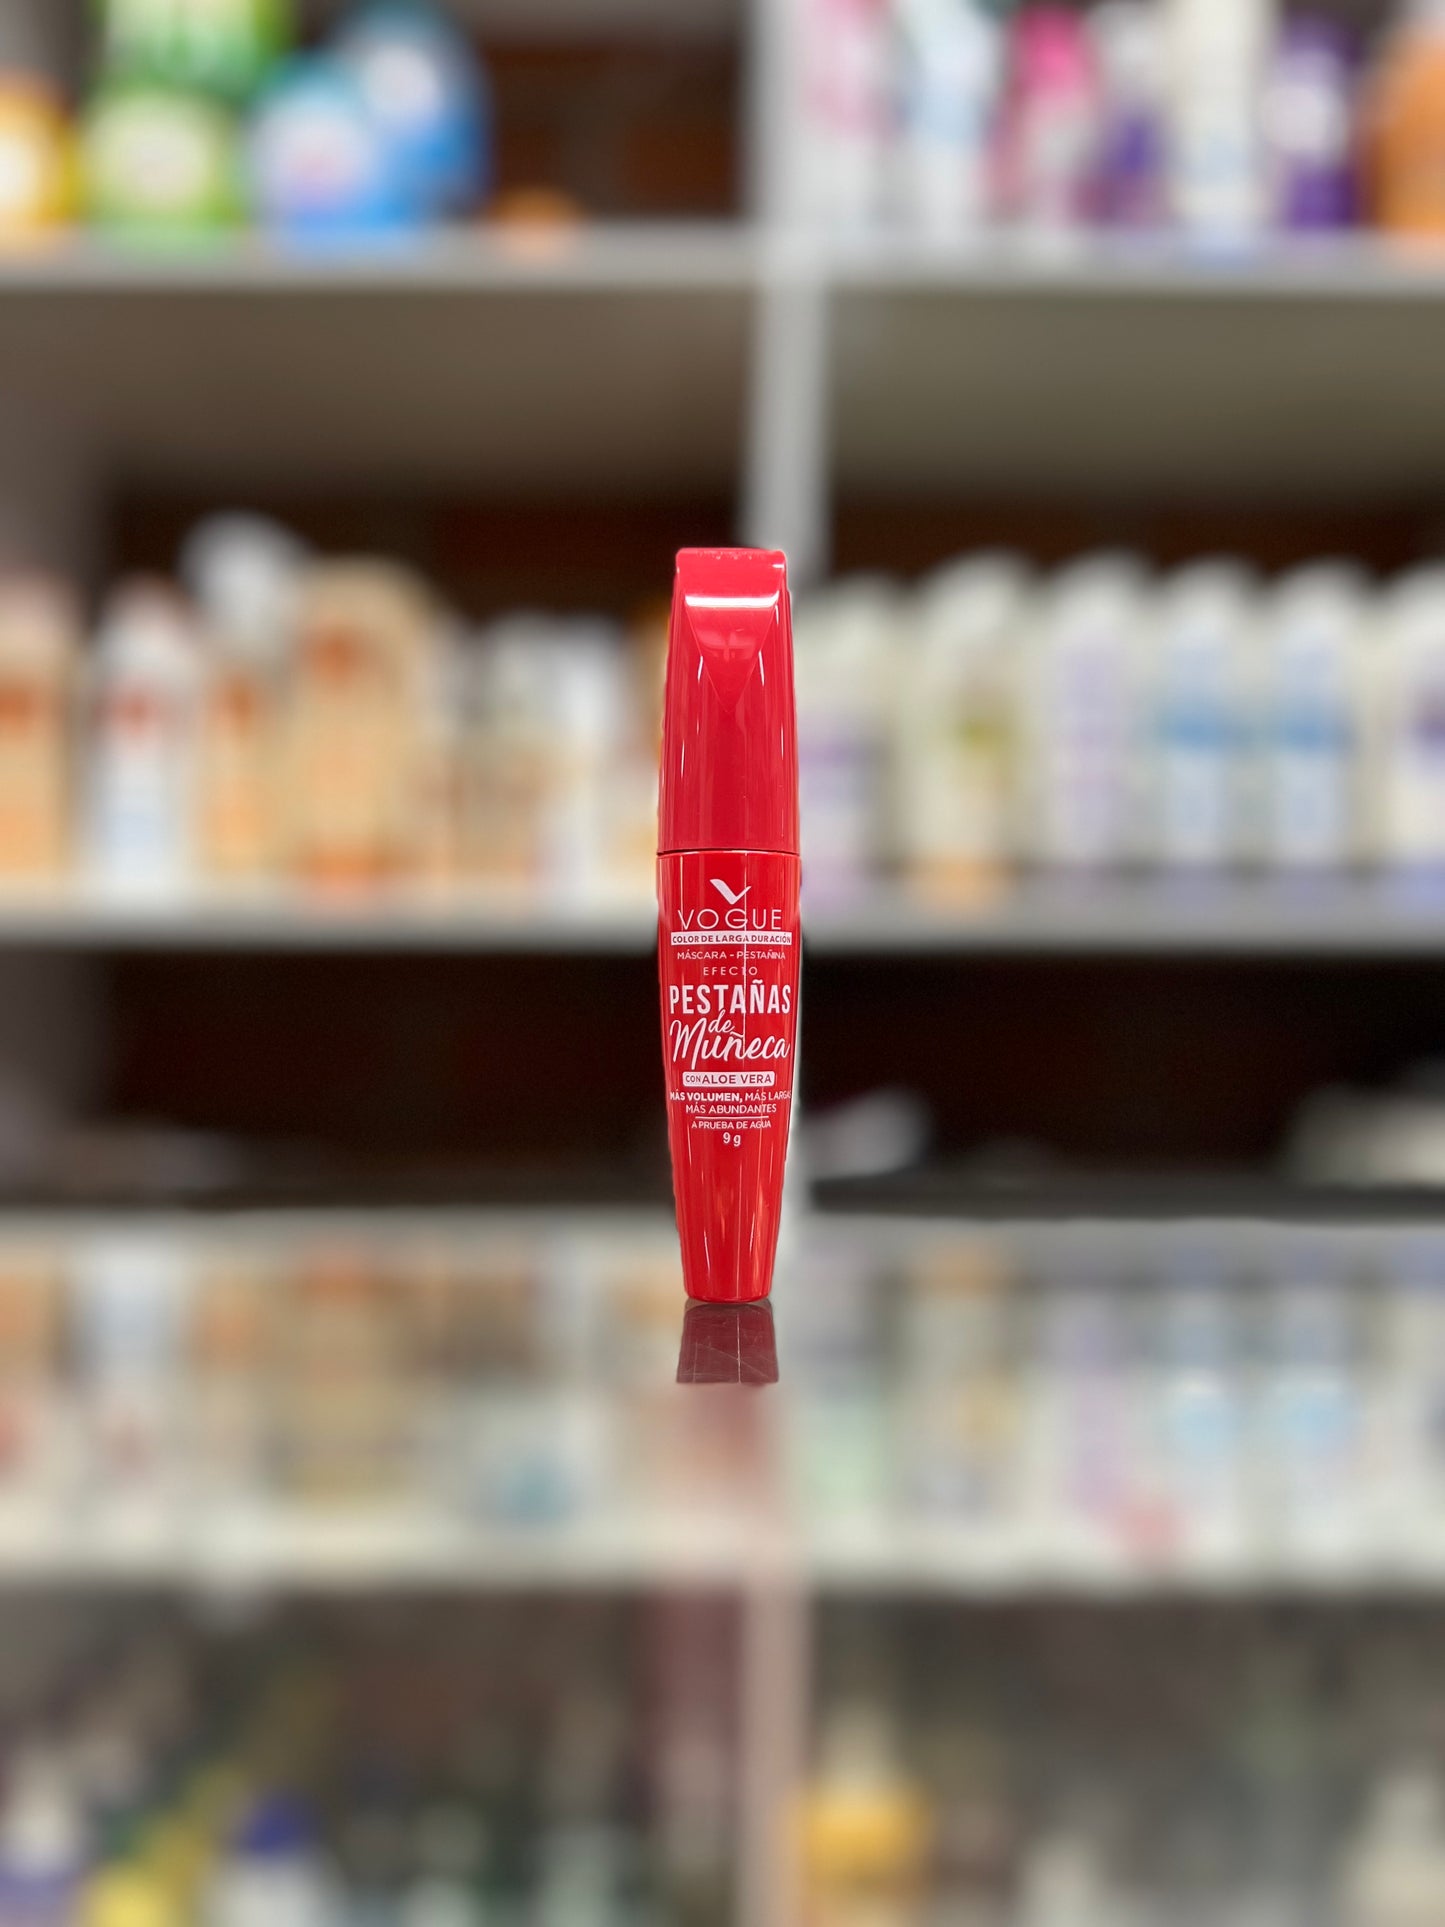 VOGUE
COLOR DE LARGA DURACIÓN
MÁSCARA - PESTAÑINA
EFECTO
PESTAÑAS
de
Muñeca
CON ALOE VERA
MÁS VOLUMEN, MÁS LARGAS
MÁS ABUNDANTES
A PRUEBA DE AGUA
9 g